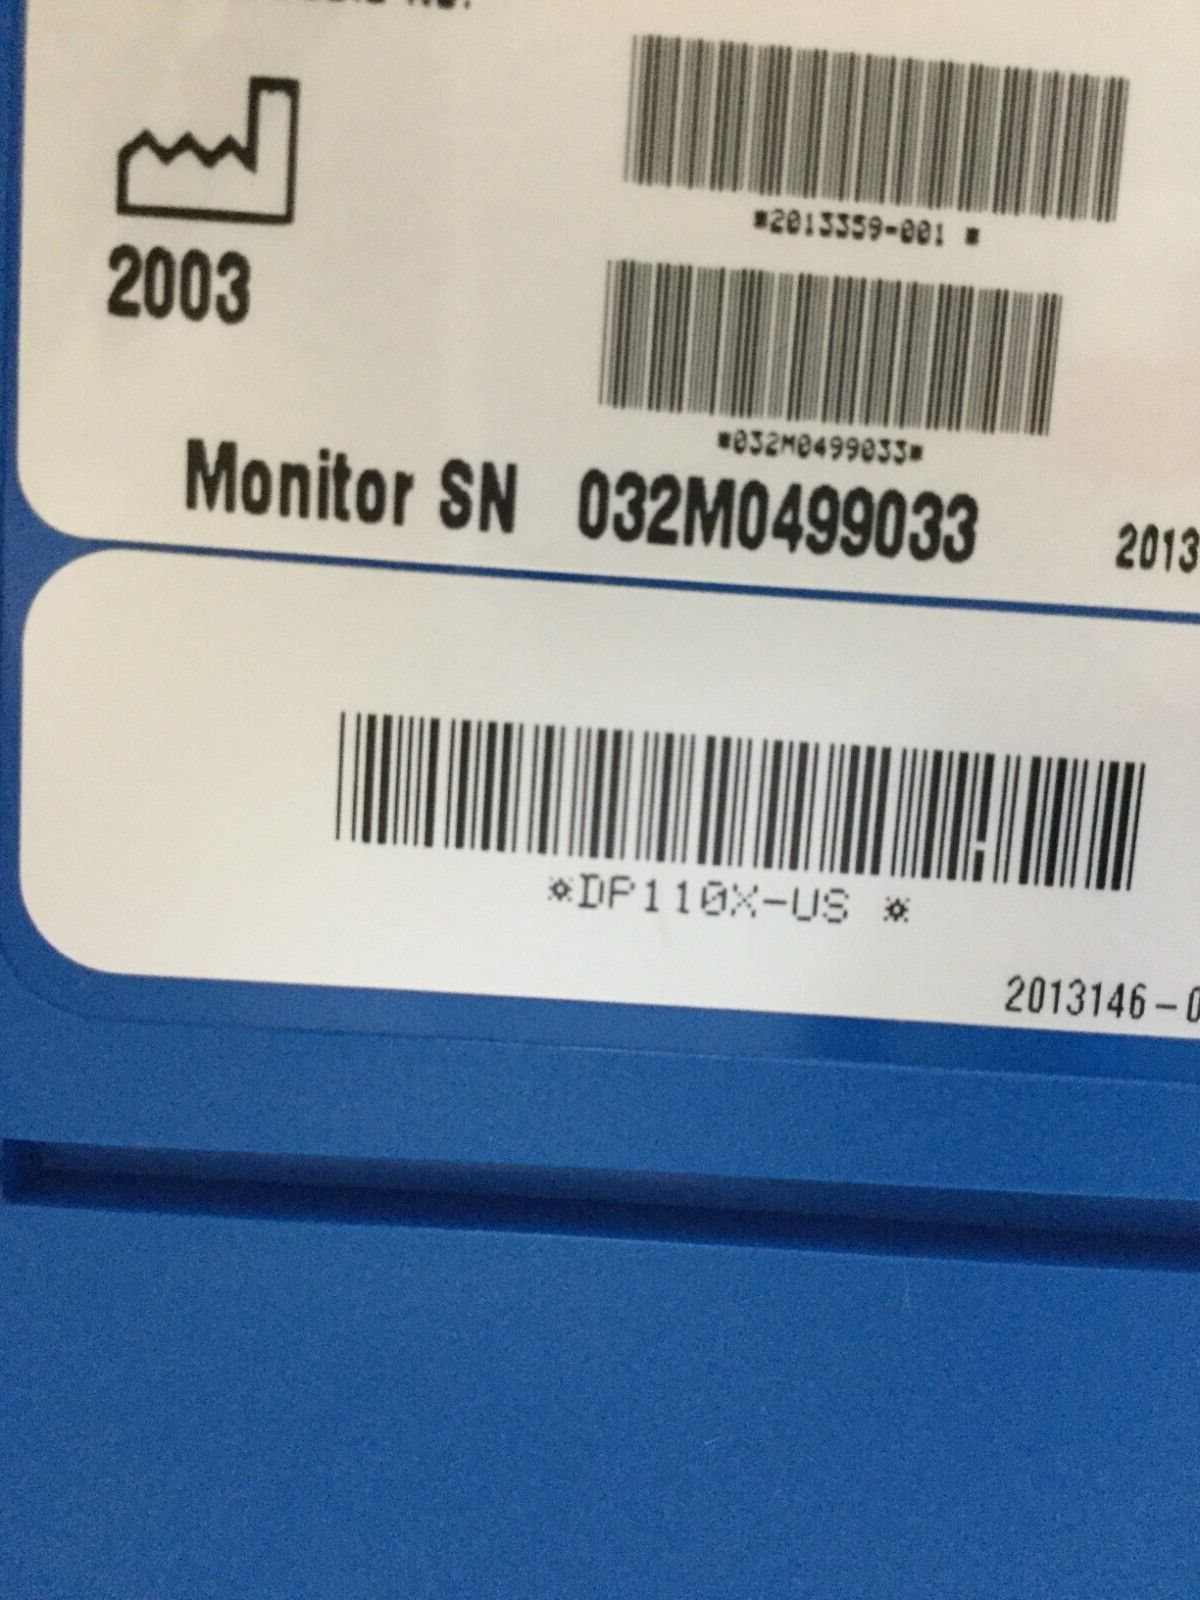 *2013359-001 *
2003
*032M0499033*
Monitor SN 032M0499033
2013
*DP110X-US *
2013146-0